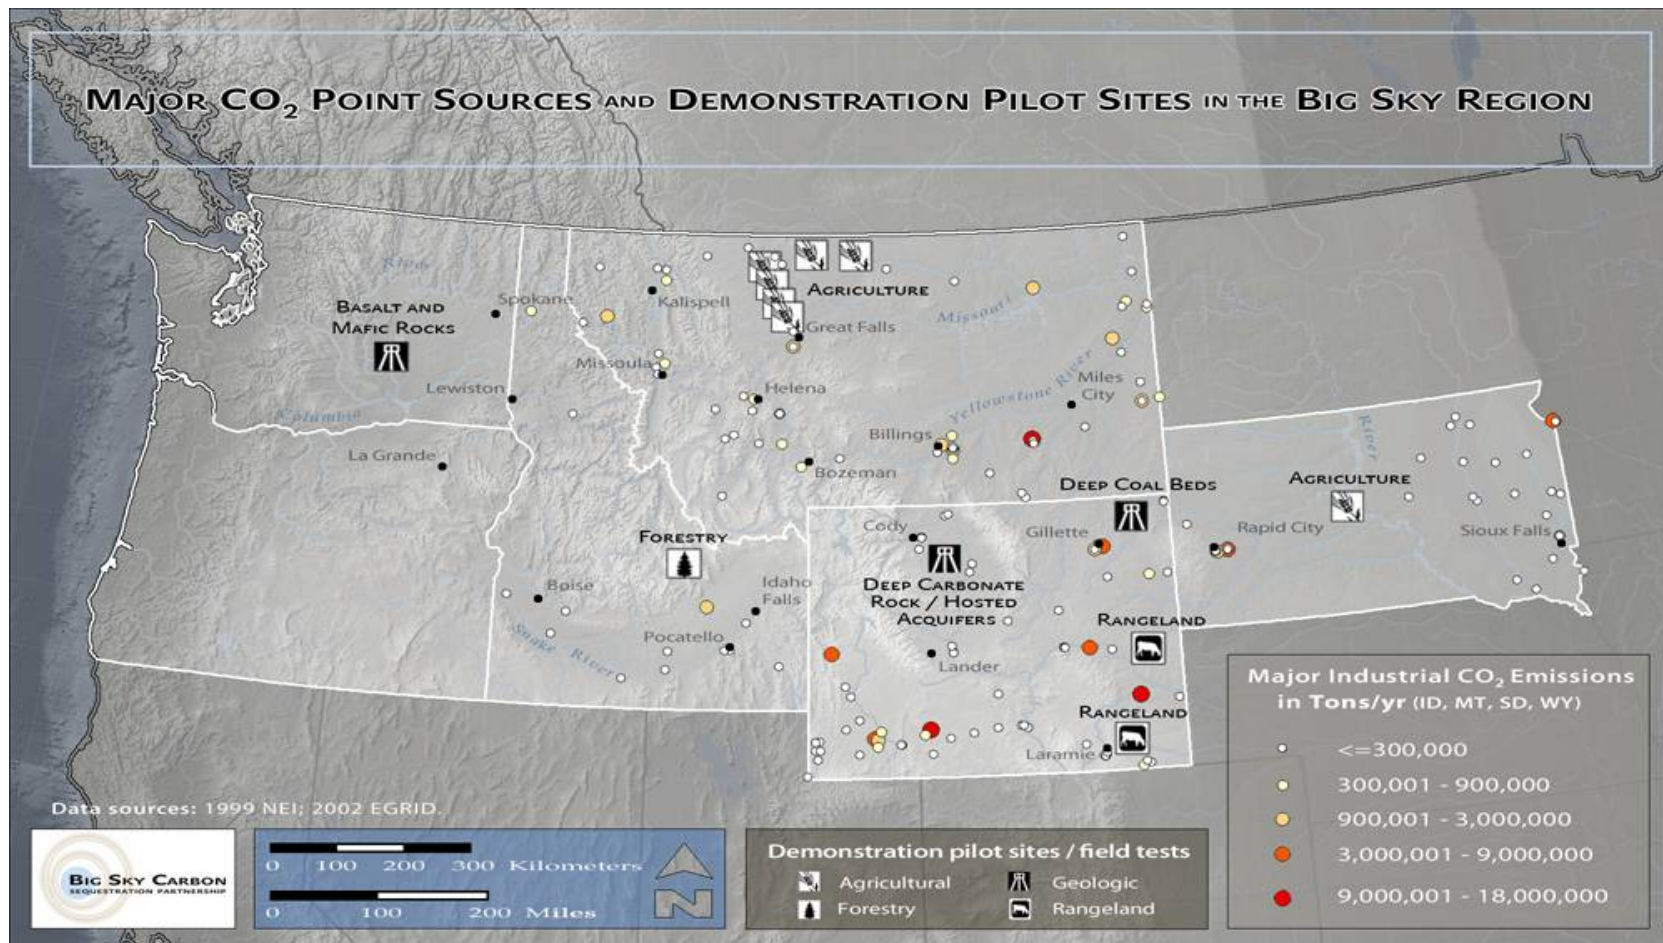 MAJOR CO₂ POINT SOURCES AND DEMONSTRATION PILOT SITES IN THE BIG SKY REGION
River
BASALT AND
MAFIC ROCKS
Spokane
Kalispell
AGRICULTURE
Missouri
Great Falls
Missoula
Lewiston
Columbia
Helena
Yellowstone River
Miles
City
La Grande
Billings
Bozeman
River
DEEP COAL BEDS
AGRICULTURE
Cody
Gillette
Rapid City
Sioux Falls
FORESTRY
Boise
Idaho
Falls
DEEP CARBONATE
ROCK / HOSTED
ACQUIFERS
RANGELAND
Snake River
Pocatello
Lander
RANGELAND
Laramie
Major Industrial CO₂ Emissions
in Tons/yr (ID, MT, SD, WY)
<=300,000
300,001 - 900,000
900,001 - 3,000,000
3,000,001 - 9,000,000
9,000,001 - 18,000,000
Data sources: 1999 NEI; 2002 EGRID.
BIG SKY CARBON
SEQUESTRATION PARTNERSHIP
0 100 200 300 Kilometers
0 100 200 Miles
N
Demonstration pilot sites / field tests
Agricultural
Geologic
Forestry
Rangeland